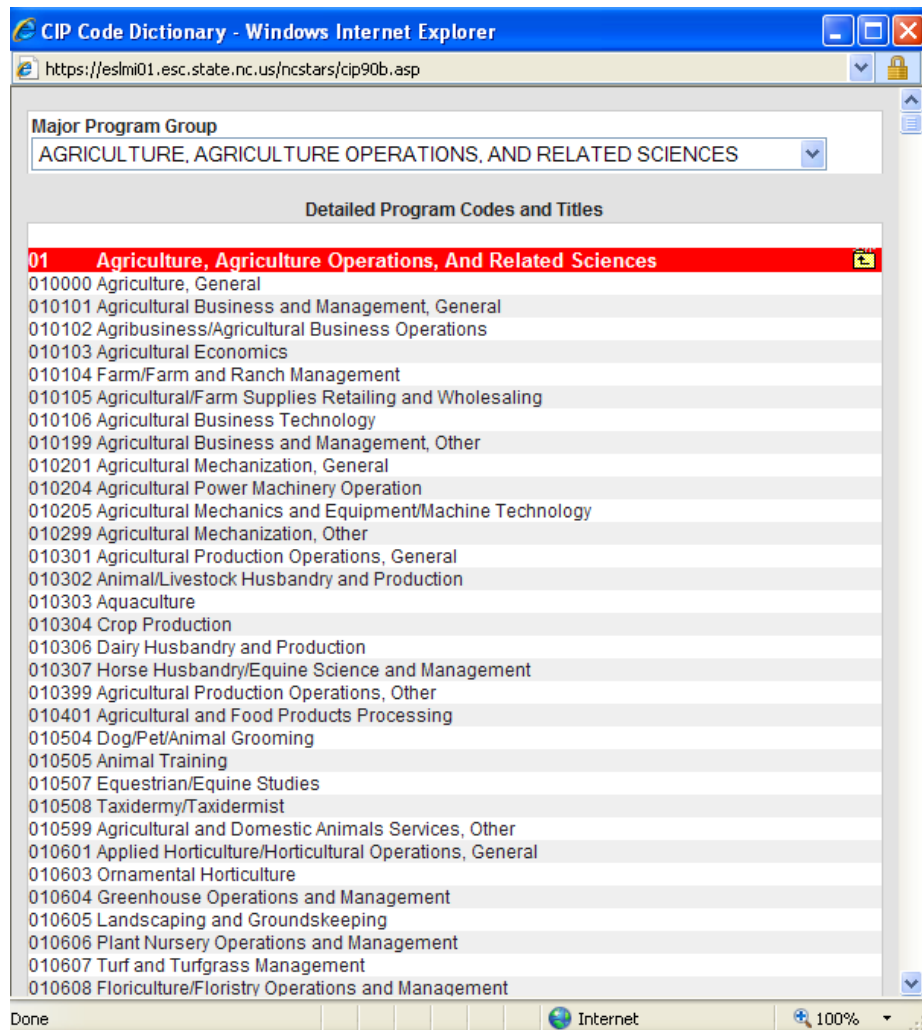 CIP Code Dictionary - Windows Internet Explorer
https://eslmi01.esc.state.nc.us/ncstars/cip90b.asp
Major Program Group
AGRICULTURE, AGRICULTURE OPERATIONS, AND RELATED SCIENCES
Detailed Program Codes and Titles
01 Agriculture, Agriculture Operations, And Related Sciences
010000 Agriculture, General
010101 Agricultural Business and Management, General
010102 Agribusiness/Agricultural Business Operations
010103 Agricultural Economics
010104 Farm/Farm and Ranch Management
010105 Agricultural/Farm Supplies Retailing and Wholesaling
010106 Agricultural Business Technology
010199 Agricultural Business and Management, Other
010201 Agricultural Mechanization, General
010204 Agricultural Power Machinery Operation
010205 Agricultural Mechanics and Equipment/Machine Technology
010299 Agricultural Mechanization, Other
010301 Agricultural Production Operations, General
010302 Animal/Livestock Husbandry and Production
010303 Aquaculture
010304 Crop Production
010306 Dairy Husbandry and Production
010307 Horse Husbandry/Equine Science and Management
010399 Agricultural Production Operations, Other
010401 Agricultural and Food Products Processing
010504 Dog/Pet/Animal Grooming
010505 Animal Training
010507 Equestrian/Equine Studies
010508 Taxidermy/Taxidermist
010599 Agricultural and Domestic Animals Services, Other
010601 Applied Horticulture/Horticultural Operations, General
010603 Ornamental Horticulture
010604 Greenhouse Operations and Management
010605 Landscaping and Groundskeeping
010606 Plant Nursery Operations and Management
010607 Turf and Turfgrass Management
010608 Floriculture/Floristry Operations and Management
Done Internet 100%